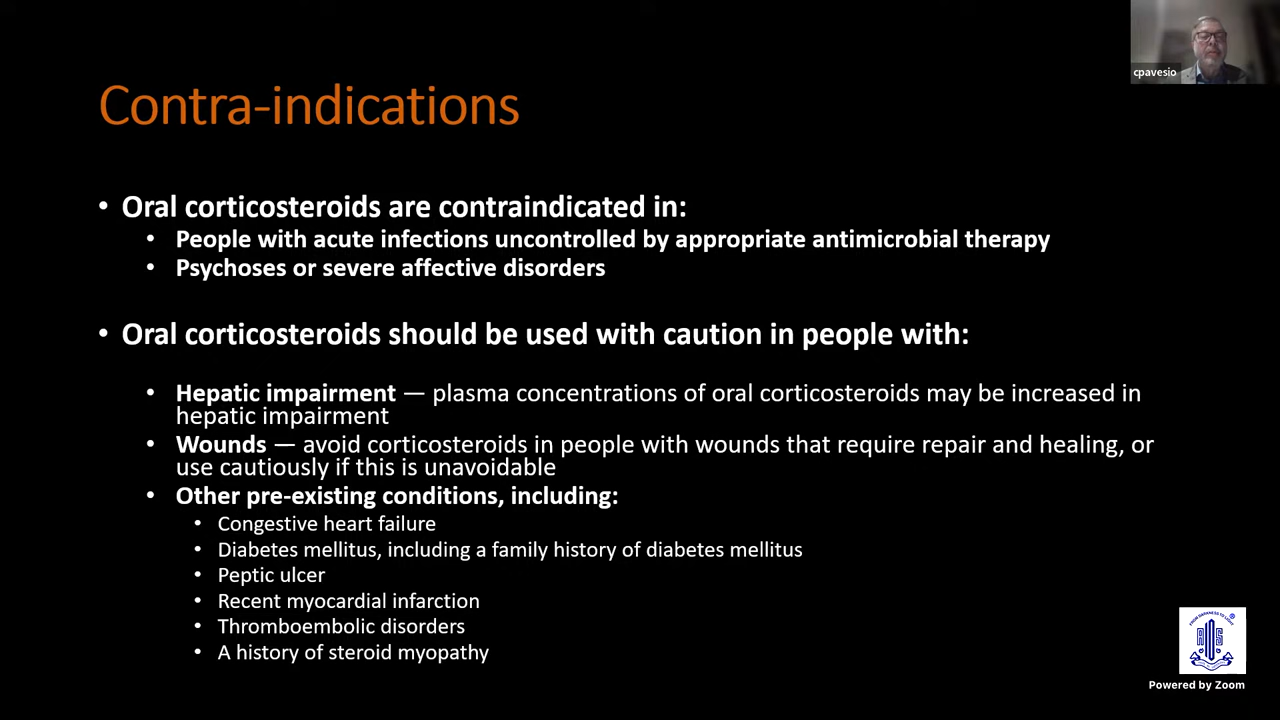 cpavesio
Contra-indications
• Oral corticosteroids are contraindicated in:
• People with acute infections uncontrolled by appropriate antimicrobial therapy
• Psychoses or severe affective disorders
• Oral corticosteroids should be used with caution in people with:
• Hepatic impairment — plasma concentrations of oral corticosteroids may be increased in
hepatic impairment
• Wounds — avoid corticosteroids in people with wounds that require repair and healing, or
use cautiously if this is unavoidable
• Other pre-existing conditions, including:
• Congestive heart failure
• Diabetes mellitus, including a family history of diabetes mellitus
• Peptic ulcer
• Recent myocardial infarction
• Thromboembolic disorders
• A history of steroid myopathy
Powered by Zoom